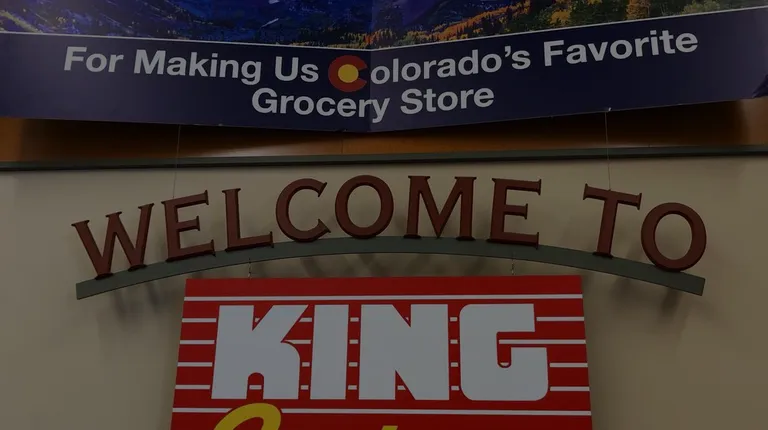 For Making Us Colorado's Favorite
Grocery Store
WELCOME TO
KING